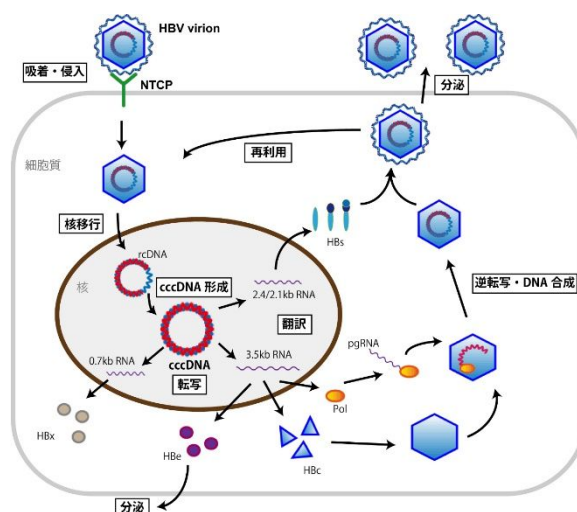 HBV virion
吸着・侵入
NTCP
分泌
細胞質
再利用
核移行
HBs
rcDNA
cccDNA 形成
逆転写・DNA 合成
核
2.4/2.1kb RNA
翻訳
pgRNA
0.7kb RNA
cccDNA
3.5kb RNA
転写
Pol
HBx
HBe
HBc
分泌